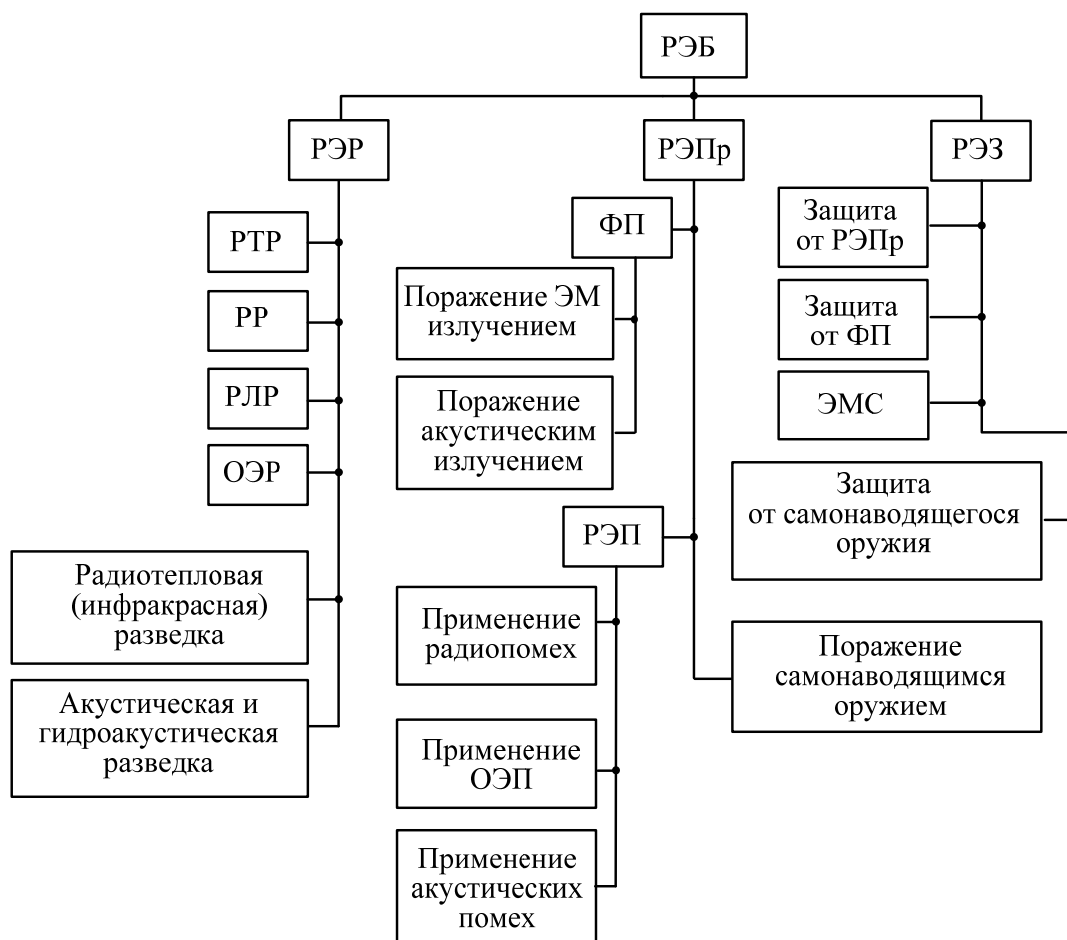 РЭБ
РЭР
РЭПр
РЭЗ
РТР
РР
РЛР
ОЭР
Радиотепловая
(инфракрасная)
разведка
Акустическая и
гидроакустическая
разведка
ФП
Поражение ЭМ
излучением
Поражение
акустическим
излучением
РЭП
Применение
радиопомех
Применение
ОЭП
Применение
акустических
помех
Защита
от РЭПр
Защита
от ФП
ЭМС
Защита
от самонаводящегося
оружия
Поражение
самонаводящимся
оружием